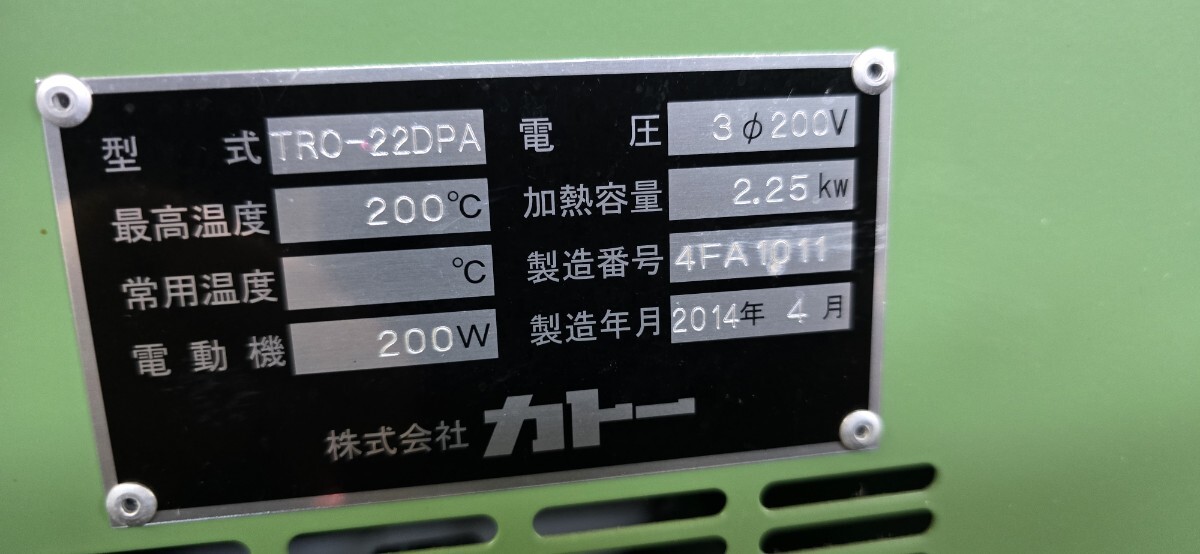 型式 TRO-22DPA 電圧 3φ200V
最高温度 200℃ 加熱容量 2.25kw
常用温度 ℃ 製造番号 4FA1011
電動機 200W 製造年月 2014年 4月
株式会社 カトー